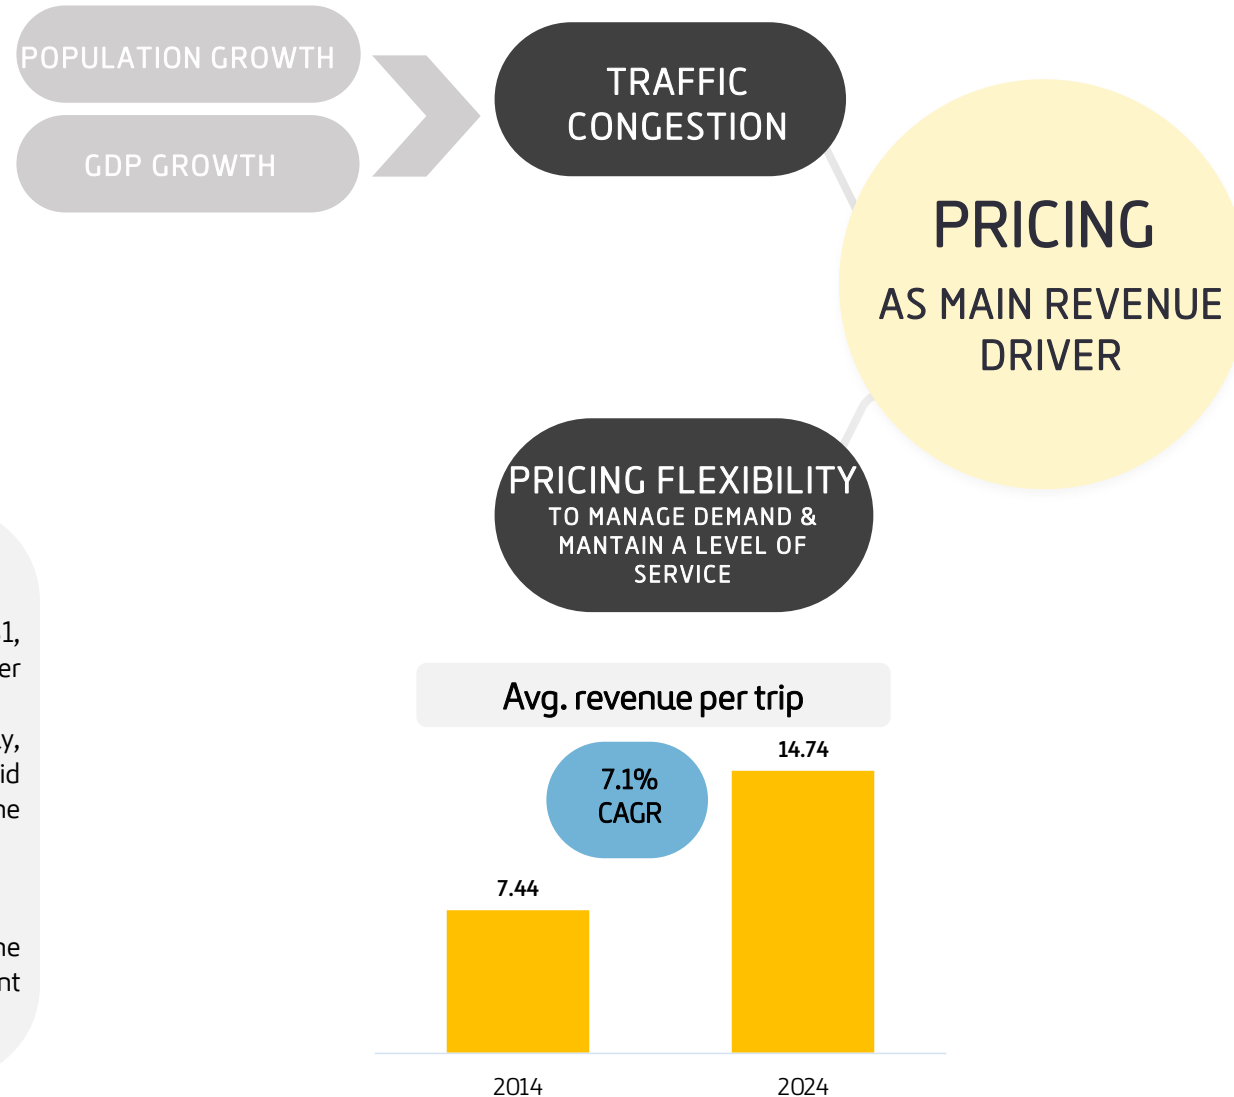 POPULATION GROWTH
GDP GROWTH
TRAFFIC
CONGESTION
PRICING
AS MAIN REVENUE
DRIVER
PRICING FLEXIBILITY
TO MANAGE DEMAND &
MANTAIN A LEVEL OF
SERVICE
Avg. revenue per trip
7.1%
CAGR
7.44
14.74
2014
2024